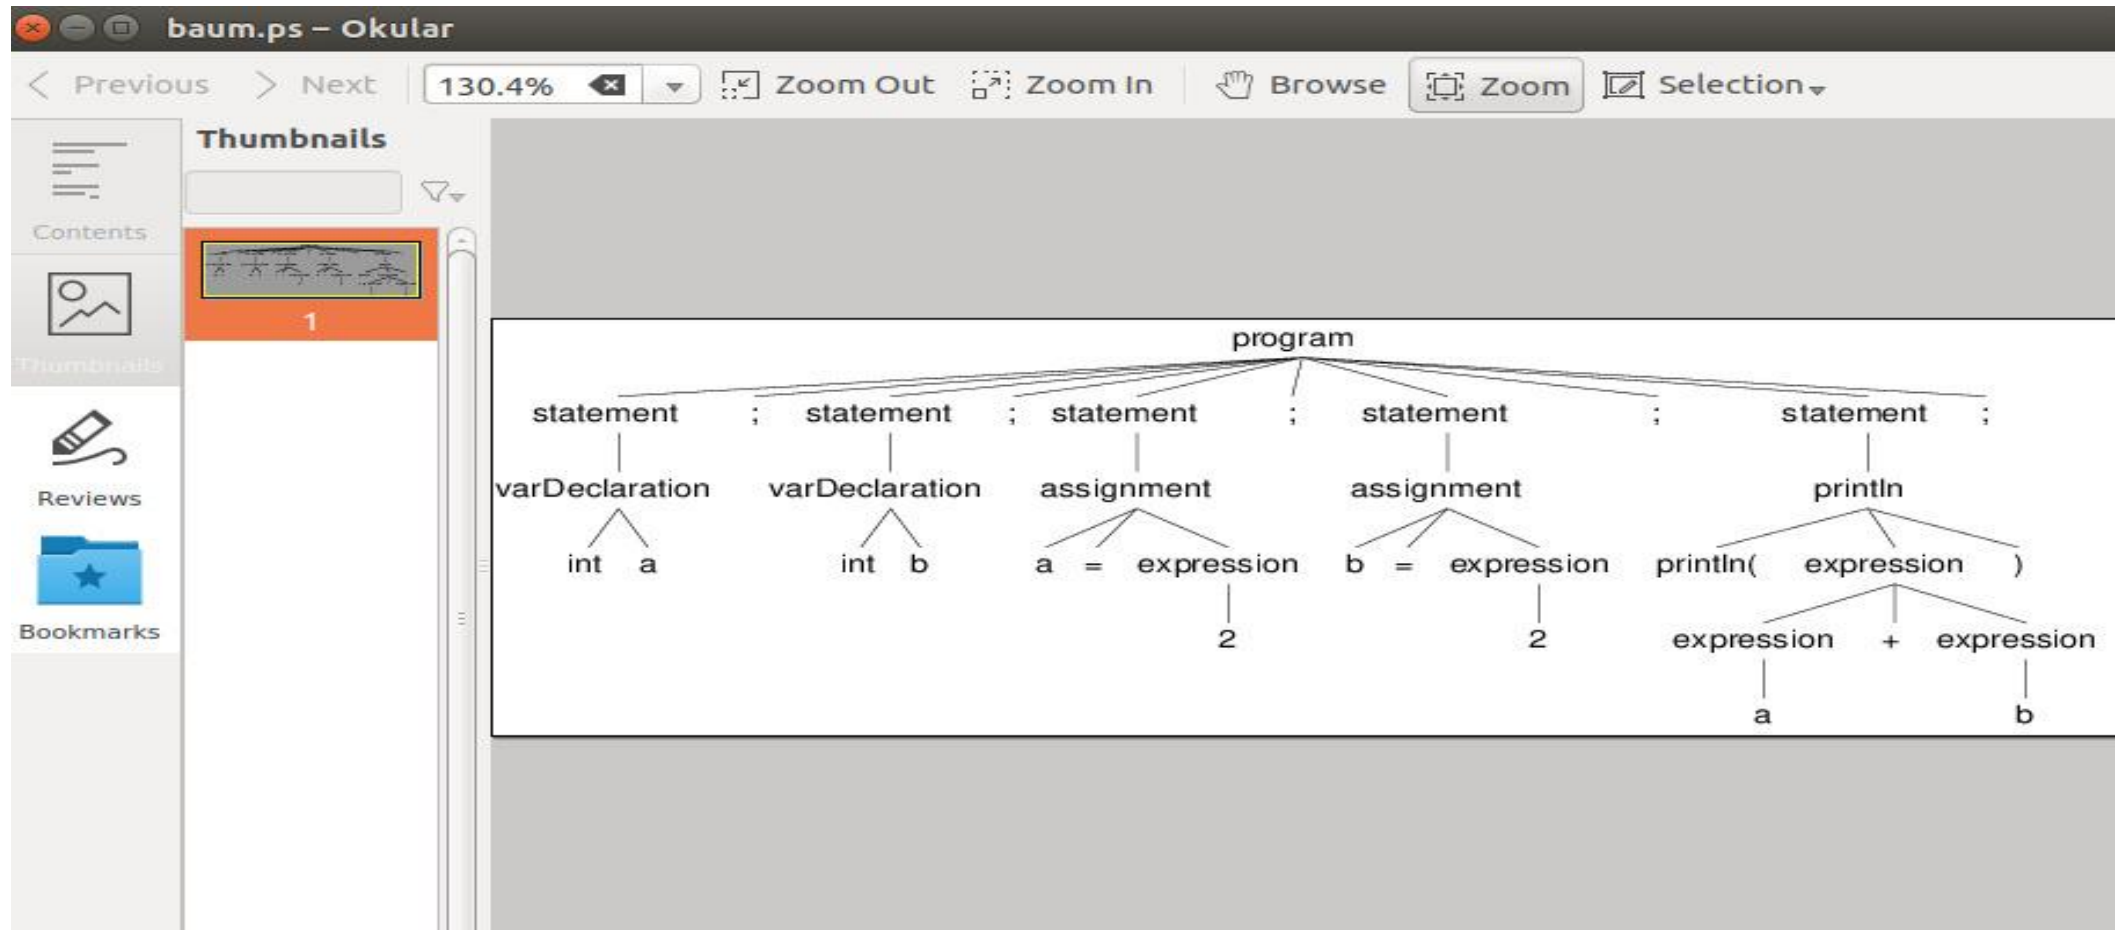 baum.ps – Okular
Previous Next 130.4% Zoom Out Zoom In Browse Zoom Selection
Contents
Thumbnails
Reviews
Bookmarks
Thumbnails
1
program
statement ; statement ; statement ; statement ; statement ;
varDeclaration varDeclaration assignment assignment println
int a int b a = expression b = expression println( expression )
2 2 expression + expression
a b